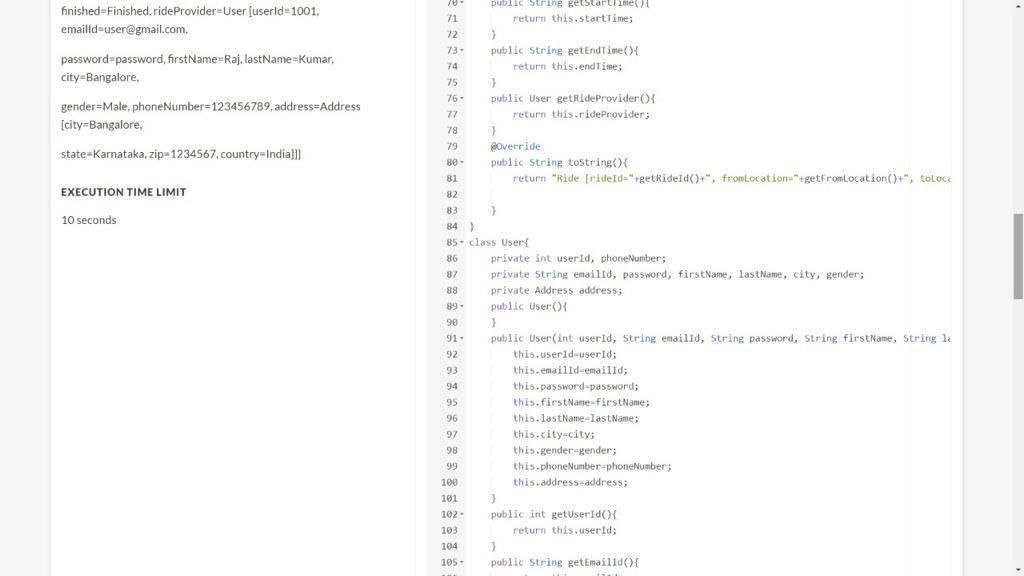 finished=Finished, rideProvider=User [userId=1001,
emailId=user@gmail.com,
password=password, firstName=Raj, lastName=Kumar,
city=Bangalore,
gender=Male, phoneNumber=123456789, address=Address
[city=Bangalore,
state=Karnataka, zip=1234567, country=India]]]
EXECUTION TIME LIMIT
10 seconds
70 public String getStartTime(){
71 return this.startTime;
72 }
73 public String getEndTime(){
74 return this.endTime;
75 }
76 public User getRideProvider(){
77 return this.rideProvider;
78 }
79 @Override
80 public String toString(){
81 return "Ride [rideId="+getRideId()+", fromLocation="+getFromLocation()+", toLoca
82
83 }
84 }
85 class User{
86 private int userId, phoneNumber;
87 private String emailId, password, firstName, lastName, city, gender;
88 private Address address;
89 public User(){
90 }
91 public User(int userId, String emailId, String password, String firstName, String la
92 this.userId=userId;
93 this.emailId=emailId;
94 this.password=password;
95 this.firstName=firstName;
96 this.lastName=lastName;
97 this.city=city;
98 this.gender=gender;
99 this.phoneNumber=phoneNumber;
100 this.address=address;
101 }
102 public int getUserId(){
103 return this.userId;
104 }
105 public String getEmailId(){